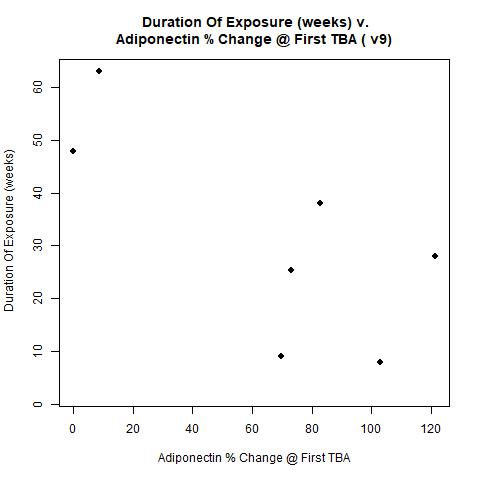 Duration Of Exposure (weeks) v.
Adiponectin % Change @ First TBA ( v9)
Duration Of Exposure (weeks)
60
50
40
30
20
10
0
0 20 40 60 80 100 120
Adiponectin % Change @ First TBA